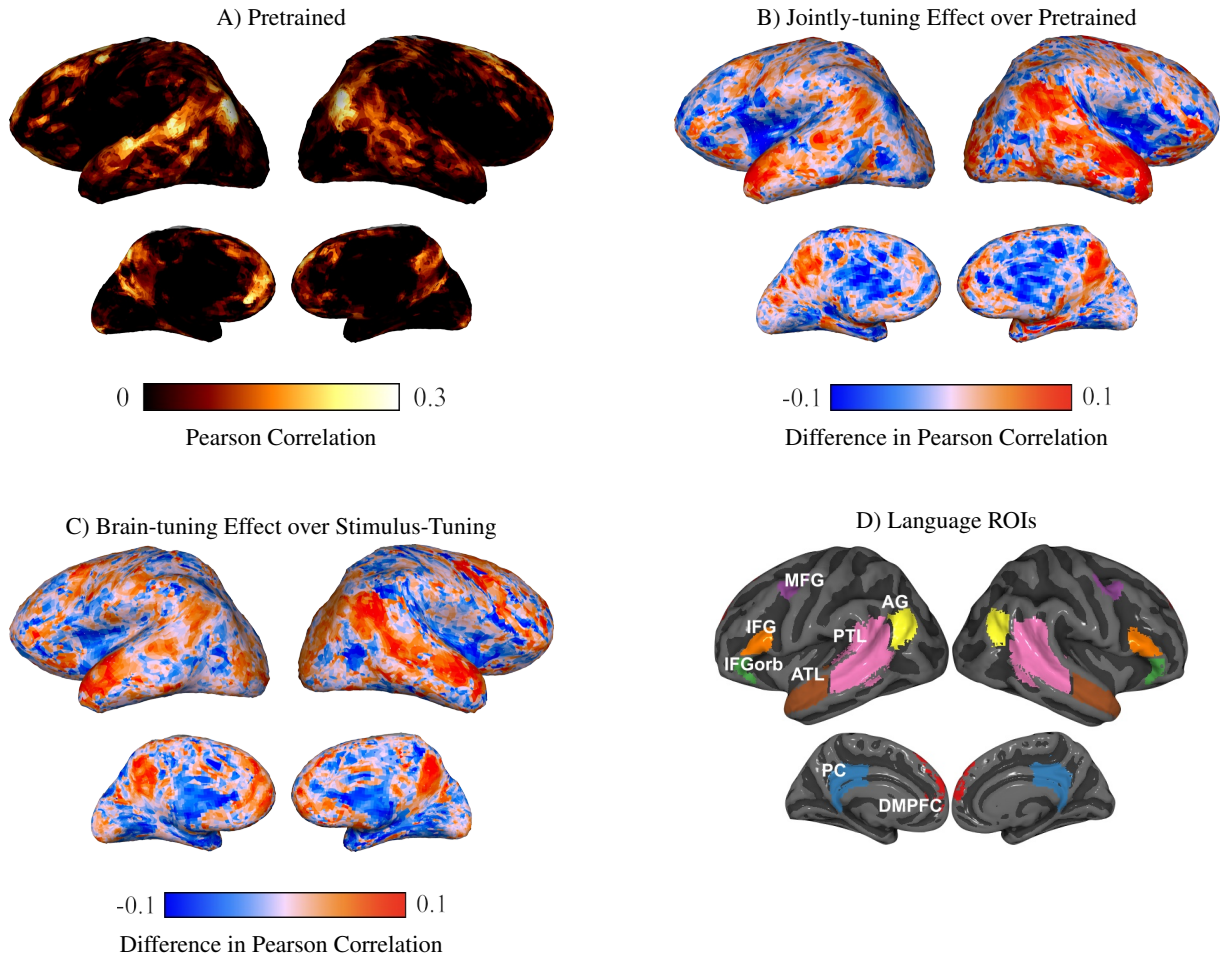 A) Pretrained
0 0.3
Pearson Correlation
B) Jointly-tuning Effect over Pretrained
-0.1 0.1
Difference in Pearson Correlation
C) Brain-tuning Effect over Stimulus-Tuning
-0.1 0.1
Difference in Pearson Correlation
D) Language ROIs
MFG
AG
IFG
PTL
IFGorb
ATL
PC
DMPFC